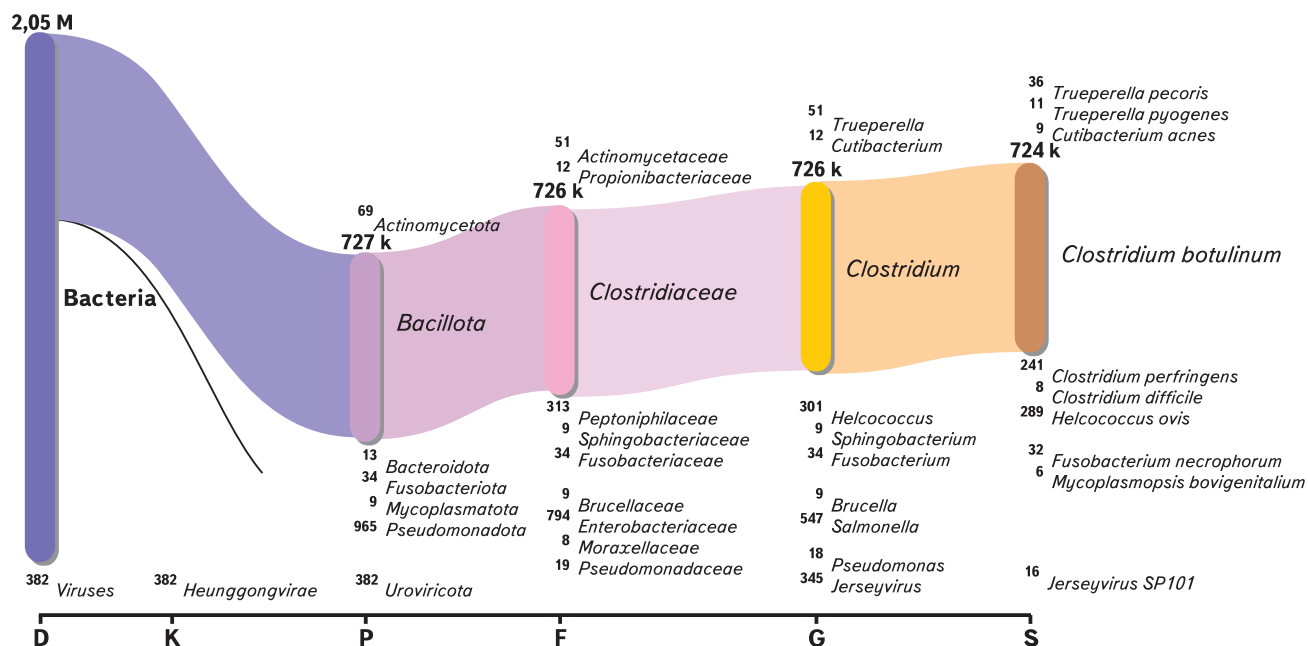 2,05 M
Bacteria
382 Viruses
382 Heunggongvirae
69 Actinomycetota
727 k
Bacillota
13 Bacteroidota
34 Fusobacteriota
9 Mycoplasmatota
965 Pseudomonadota
382 Uroviricota
51 Actinomycetaceae
12 Propionibacteriaceae
726 k
Clostridiaceae
313 Peptoniphilaceae
9 Sphingobacteriaceae
34 Fusobacteriaceae
9 Brucellaceae
794 Enterobacteriaceae
8 Moraxellaceae
19 Pseudomonadaceae
51 Trueperella
12 Cutibacterium
726 k
Clostridium
301 Helcococcus
9 Sphingobacterium
34 Fusobacterium
9 Brucella
547 Salmonella
18 Pseudomonas
345 Jerseyvirus
36 Trueperella pecoris
11 Trueperella pyogenes
9 Cutibacterium acnes
724 k
Clostridium botulinum
241 Clostridium perfringens
8 Clostridium difficile
289 Helcococcus ovis
32 Fusobacterium necrophorum
6 Mycoplasmopsis bovigenitalium
16 Jerseyvirus SP101
D K P F G S